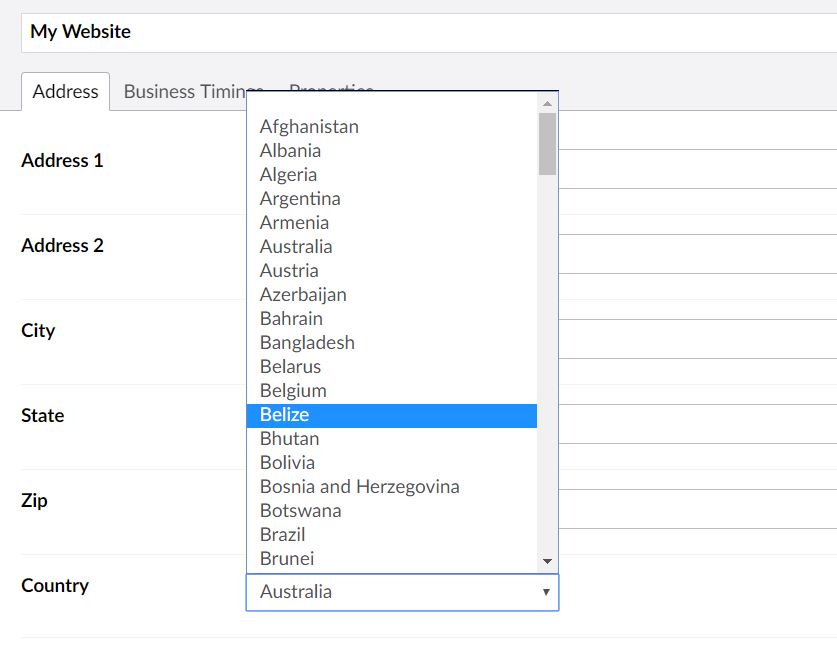 My Website
Address Business Timings Properties
Afghanistan
Albania
Address 1
Algeria
Argentina
Armenia
Address 2
Australia
Austria
Azerbaijan
Bahrain
City
Bangladesh
Belarus
Belgium
State
Belize
Bhutan
Bolivia
Bosnia and Herzegovina
Zip
Botswana
Brazil
Brunei
Country
Australia